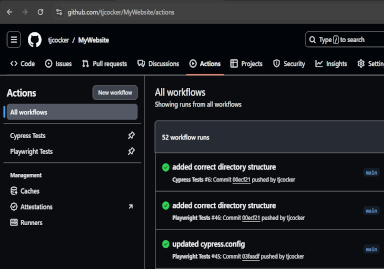 github.com/tjcocker/MyWebsite/actions
tjcocker / MyWebsite
Type / to search
Code Issues Pull requests Discussions Actions Projects Security Insights
Actions
New workflow
All workflows
Cypress Tests
Playwright Tests
Management
Caches
Attestations
Runners
All workflows
Showing runs from all workflows
52 workflow runs
added correct directory structure
Cypress Tests #6: Commit 00ecf21 pushed by tjcocker
main
added correct directory structure
Playwright Tests #46: Commit 00ecf21 pushed by tjcocker
main
updated cypress.config
Playwright Tests #45: Commit 03faadf pushed by tjcocker
main